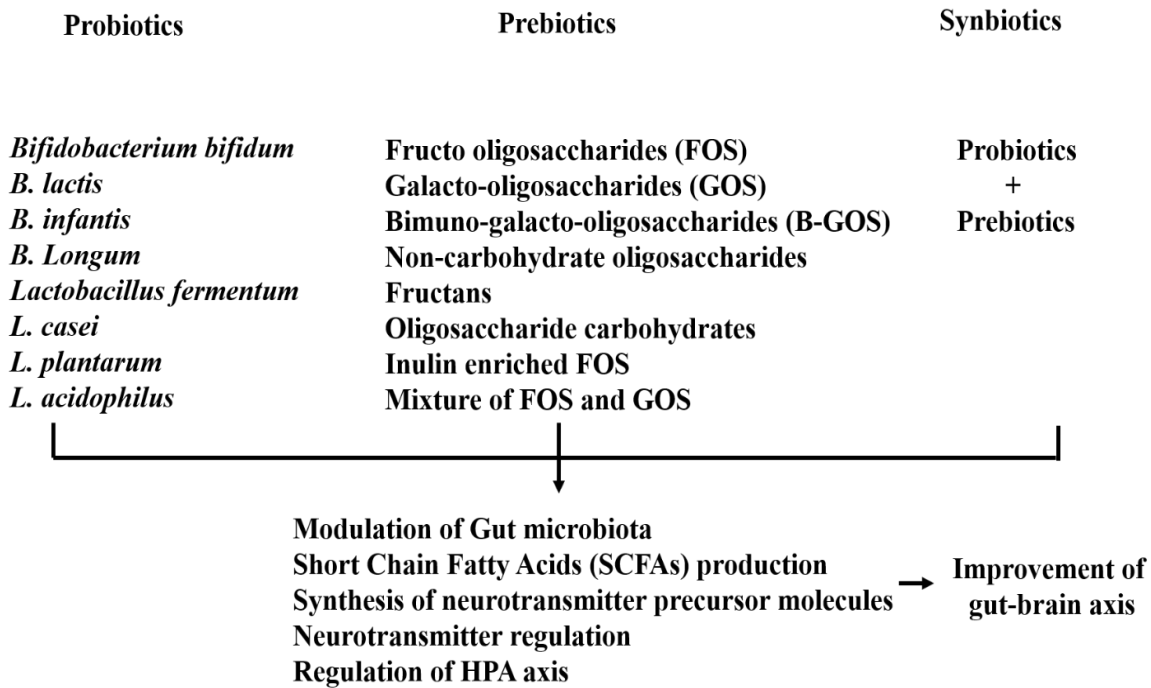 Probiotics
Prebiotics
Synbiotics
Bifidobacterium bifidum
B. lactis
B. infantis
B. Longum
Lactobacillus fermentum
L. casei
L. plantarum
L. acidophilus
Fructo oligosaccharides (FOS)
Galacto-oligosaccharides (GOS)
Bimuno-galacto-oligosaccharides (B-GOS)
Non-carbohydrate oligosaccharides
Fructans
Oligosaccharide carbohydrates
Inulin enriched FOS
Mixture of FOS and GOS
Probiotics
+
Prebiotics
Modulation of Gut microbiota
Short Chain Fatty Acids (SCFAs) production
Synthesis of neurotransmitter precursor molecules
Neurotransmitter regulation
Regulation of HPA axis
Improvement of
gut-brain axis